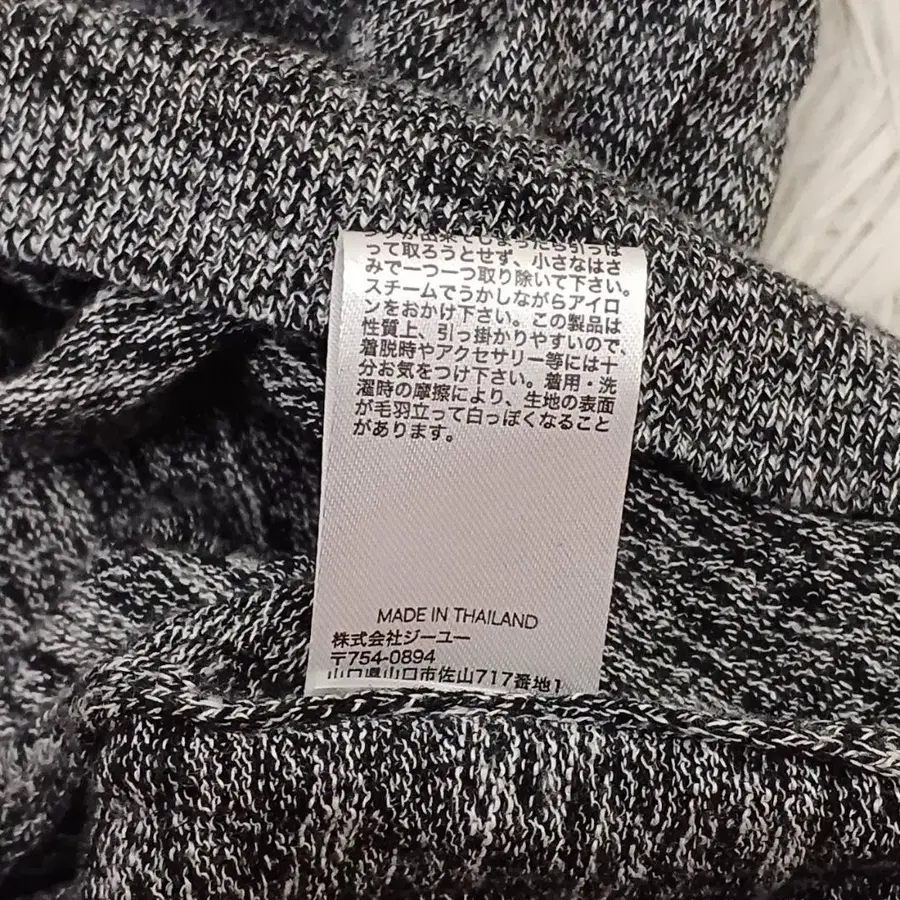 って取ろうとせず、小さなはさ
みで一つ一つ取り除いて下さい。
スチームでうかしながらアイロ
ンをおかけ下さい。この製品は
性質上、引っ掛かりやすいので、
着脱時やアクセサリー等には十
分お気をつけ下さい。着用・洗
濯時の摩擦により、生地の表面
が毛羽立って白っぽくなること
があります。
MADE IN THAILAND
株式会社ジーユー
〒754-0894
山口県山口市佐山717番地1